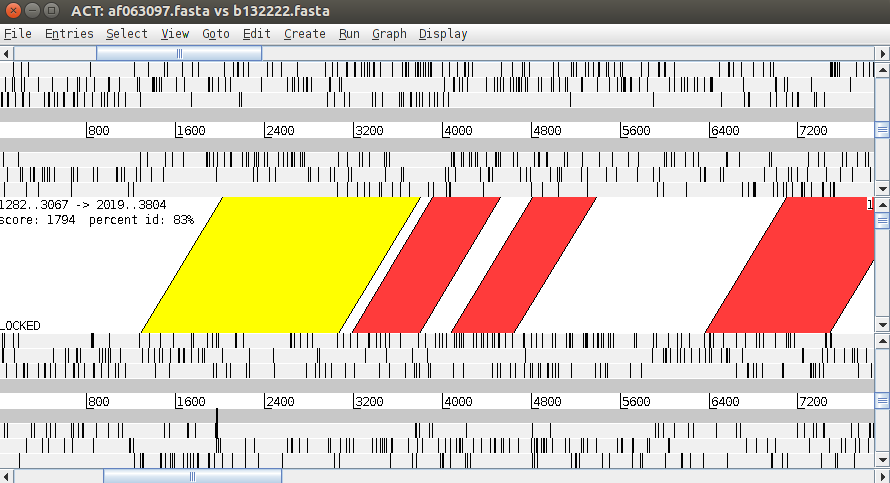 ACT: af063097.fasta vs b132222.fasta
File Entries Select View Goto Edit Create Run Graph Display
800 1600 2400 3200 4000 4800 5600 6400 7200
1282..3067 -> 2019..3804
score: 1794 percent id: 83%
1
LOCKED
800 1600 2400 3200 4000 4800 5600 6400 7200